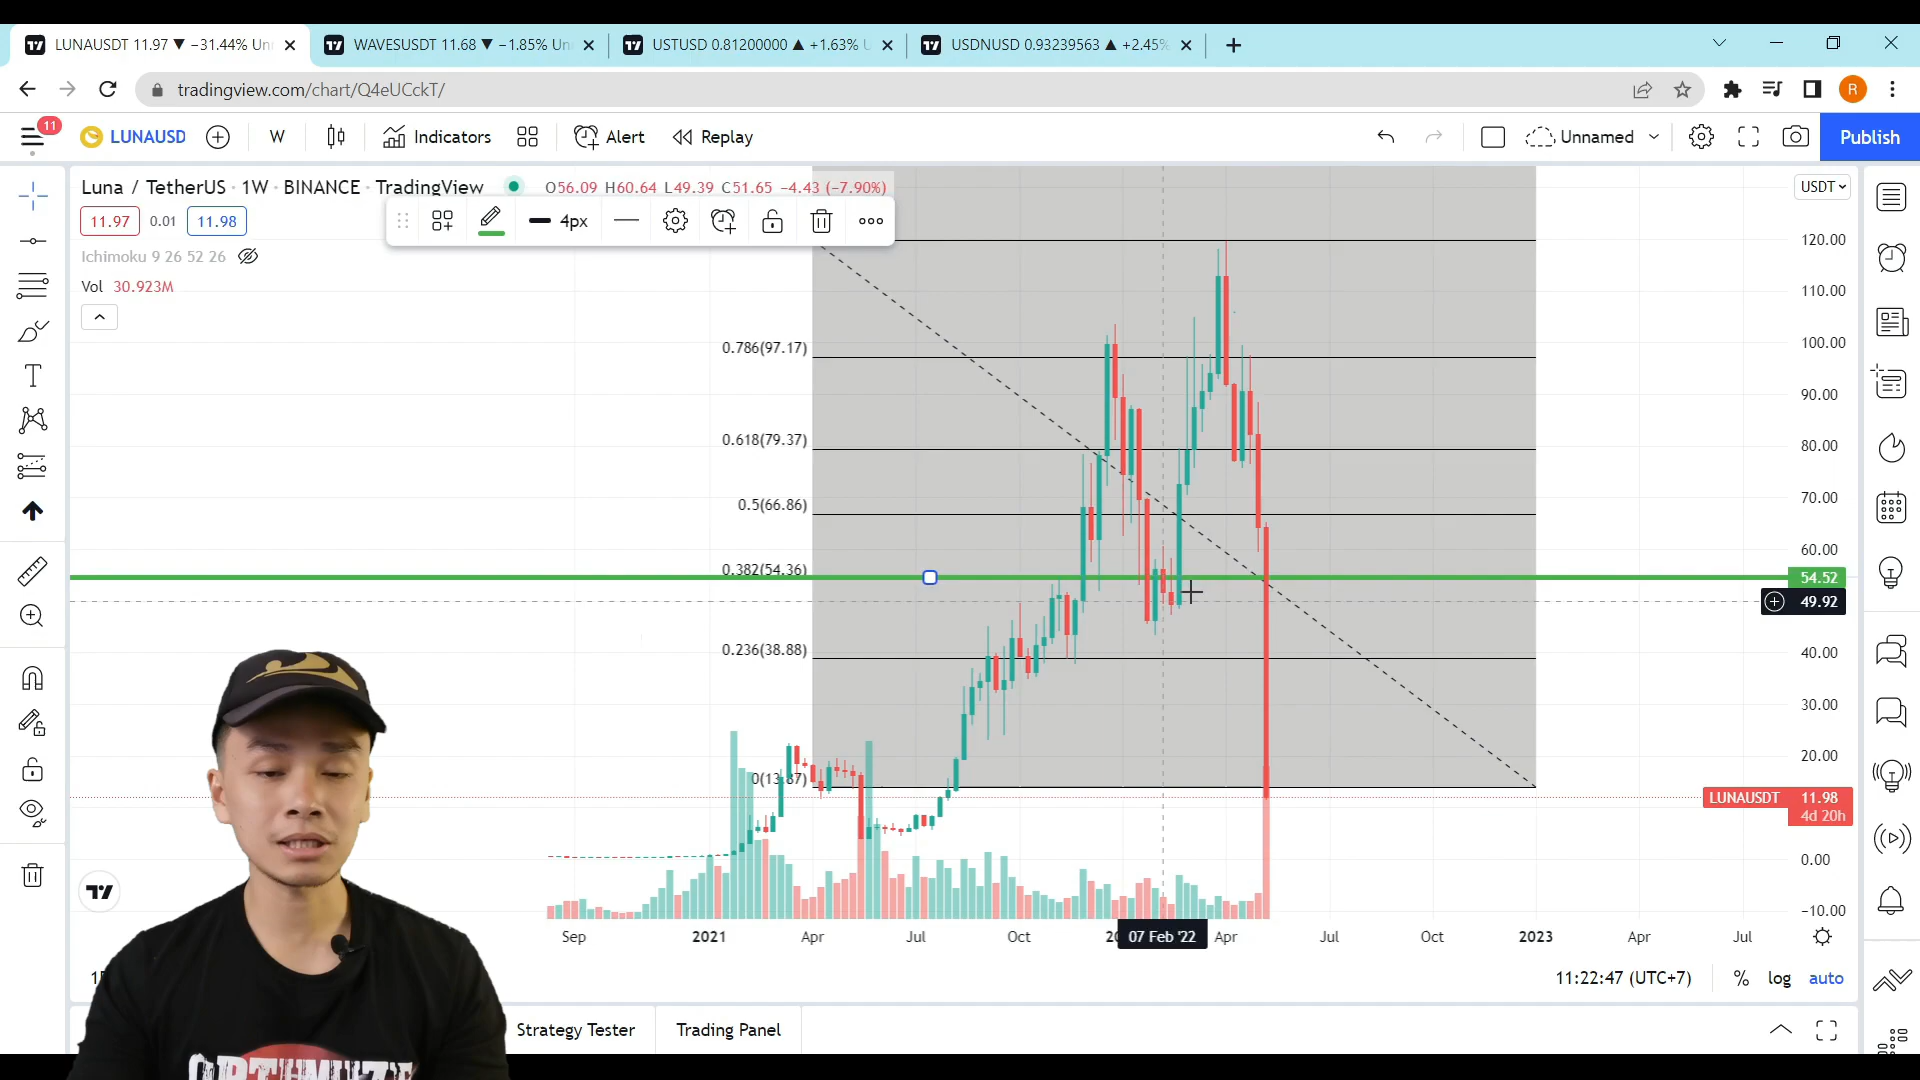 LUNAUSDT 11.97 ▼ −31.44% Un
WAVESUSDT 11.68 ▼ −1.85% Un
USTUSD 0.81200000 ▲ +1.63% U
USDNUSD 0.93239563 ▲ +2.45%
tradingview.com/chart/Q4eUCckT/
R
11
LUNAUSD
W
Indicators
Alert
Replay
Unnamed
Publish
Luna / TetherUS · 1W · BINANCE · TradingView
O56.09 H60.64 L49.39 C51.65 −4.43 (−7.90%)
USDT
11.97
0.01
11.98
4px
Ichimoku 9 26 52 26
Vol 30.923M
120.00
110.00
100.00
90.00
80.00
70.00
60.00
54.52
49.92
40.00
30.00
20.00
LUNAUSDT 11.98
4d 20h
0.00
−10.00
0.786(97.17)
0.618(79.37)
0.5(66.86)
0.382(54.36)
0.236(38.88)
0(13.87)
Sep
2021
Apr
Jul
Oct
07 Feb '22
Apr
Jul
Oct
2023
Apr
Jul
11:22:47 (UTC+7)
%
log
auto
Strategy Tester
Trading Panel